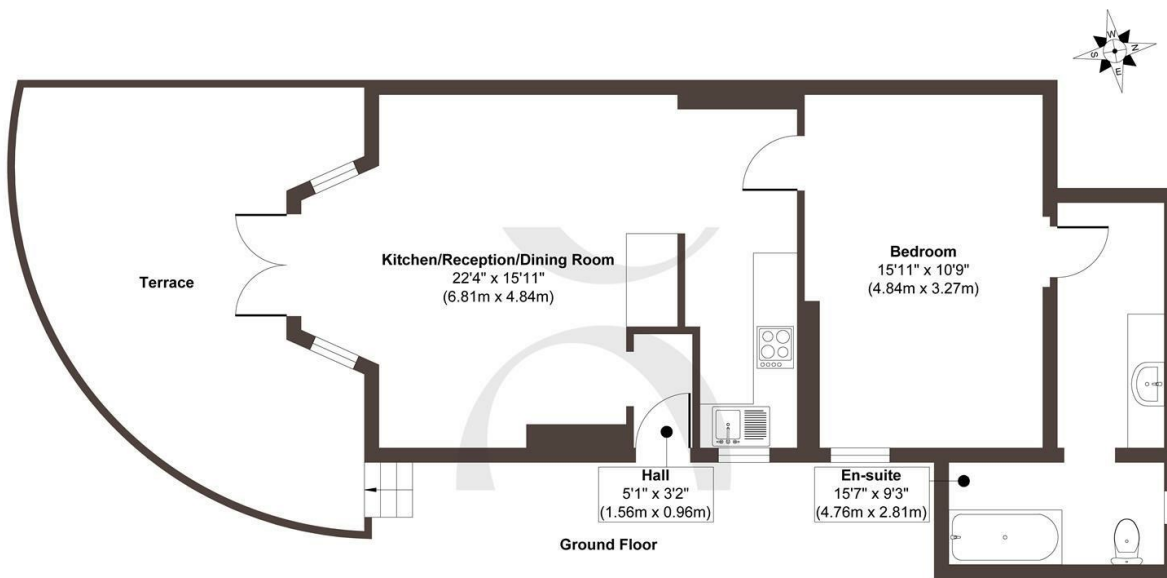 W
N
S
E
Kitchen/Reception/Dining Room
22'4" x 15'11"
(6.81m x 4.84m)
Bedroom
15'11" x 10'9"
(4.84m x 3.27m)
Terrace
Hall
5'1" x 3'2"
(1.56m x 0.96m)
En-suite
15'7" x 9'3"
(4.76m x 2.81m)
Ground Floor